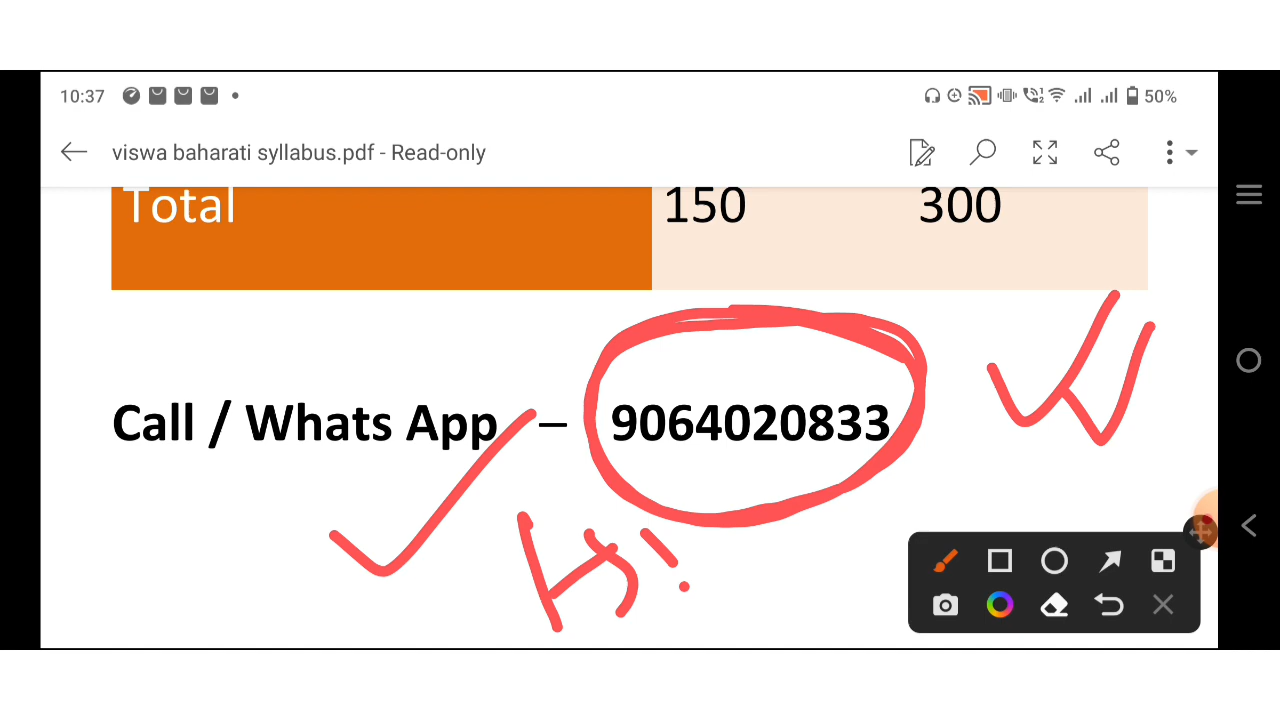 10:37 50%
viswa baharati syllabus.pdf - Read-only
Total 150 300
Call / Whats App – 9064020833
Hi